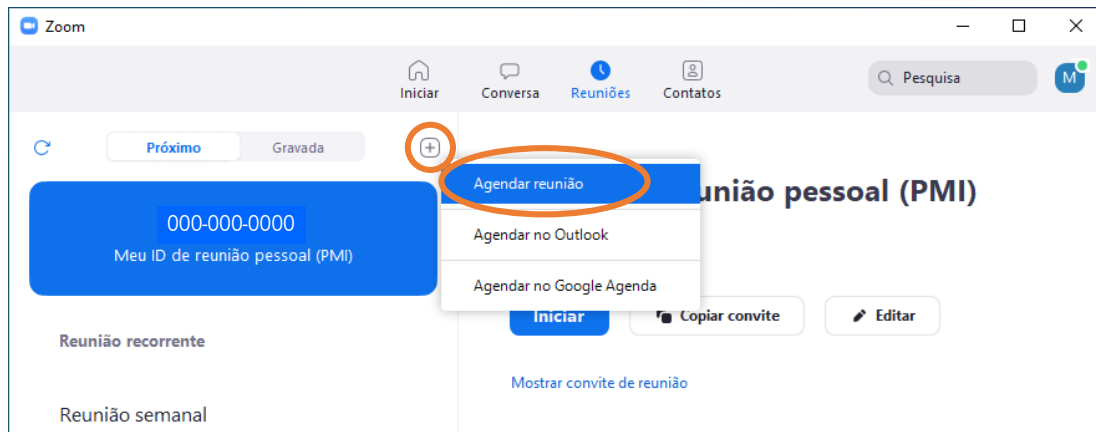 Zoom
Iniciar
Conversa
Reuniões
Contatos
Pesquisa
M
Próximo
Gravada
Agendar reunião
Agendar no Outlook
Agendar no Google Agenda
000-000-0000
Meu ID de reunião pessoal (PMI)
união pessoal (PMI)
Iniciar
Copiar convite
Editar
Reunião recorrente
Mostrar convite de reunião
Reunião semanal